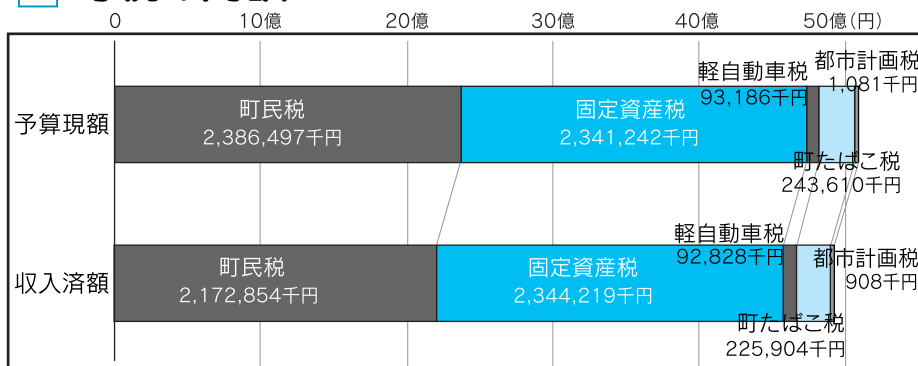 0 10億 20億 30億 40億 50億(円)
予算現額
町民税
2,386,497千円
固定資産税
2,341,242千円
軽自動車税
93,186千円
都市計画税
1,081千円
町たばこ税
243,610千円
収入済額
町民税
2,172,854千円
固定資産税
2,344,219千円
軽自動車税
92,828千円
都市計画税
908千円
町たばこ税
225,904千円